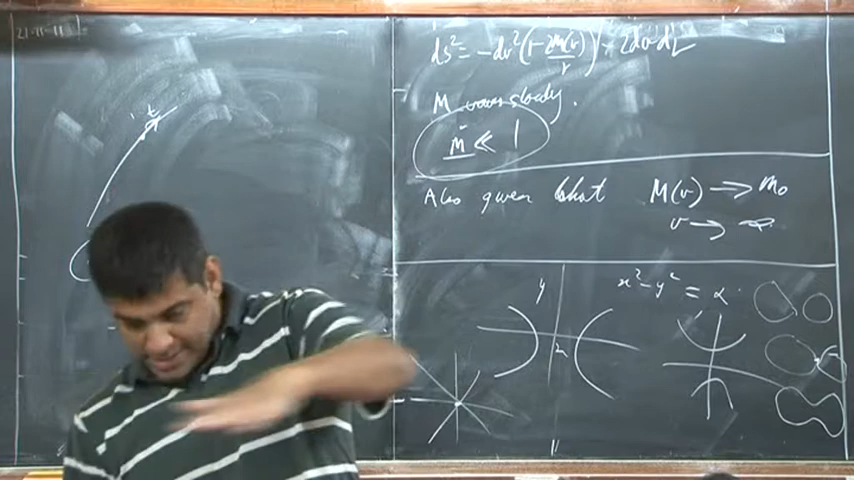 21-11-11
t
ds² = -dv²(1 - 2M(v)/r) + 2dv dr
M varies slowly.
Ṁ ≪ 1
Also given that M(v) → m₀
v → ∞
y
x² - y² = α
x